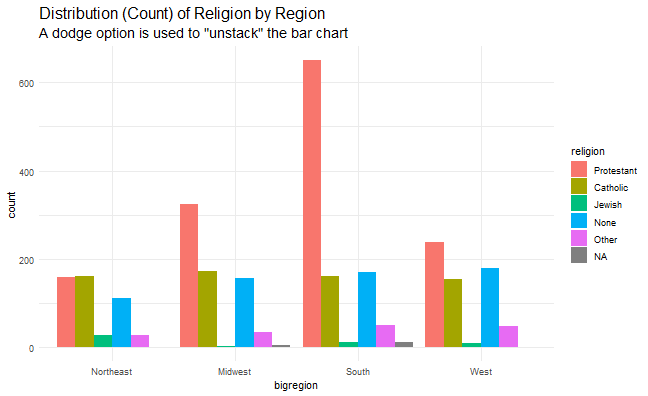 Distribution (Count) of Religion by Region
A dodge option is used to "unstack" the bar chart
600
400
200
0
count
Northeast
Midwest
South
West
bigregion
religion
Protestant
Catholic
Jewish
None
Other
NA